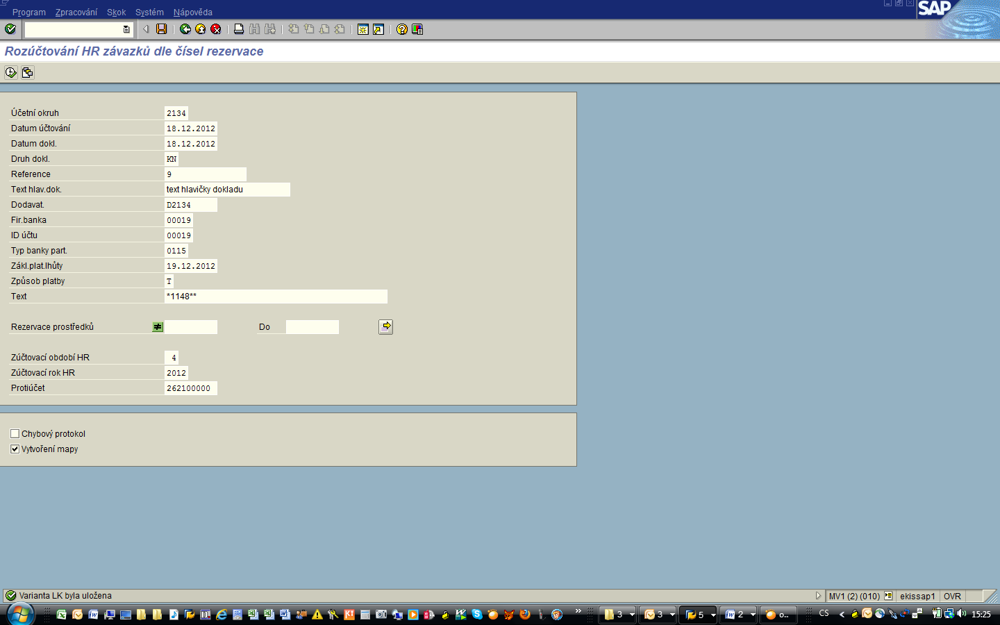 Program Zpracování Skok Systém Nápověda
SAP
Rozúčtování HR závazků dle čísel rezervace
Účetní okruh 2134
Datum účtování 18.12.2012
Datum dokl. 18.12.2012
Druh dokl. KN
Reference 9
Text hlav.dok. text hlavičky dokladu
Dodavat. D2134
Fir.banka 00019
ID účtu 00019
Typ banky part. 0115
Zákl.plat.lhůty 19.12.2012
Způsob platby T
Text *1148**
Rezervace prostředků Do
Zúčtovací období HR 4
Zúčtovací rok HR 2012
Protiúčet 262100000
Chybový protokol
Vytvoření mapy
Varianta LK byla uložena MV1 (2) (010) ekissap1 OVR
3 3 5 2 o.. CS 15:25